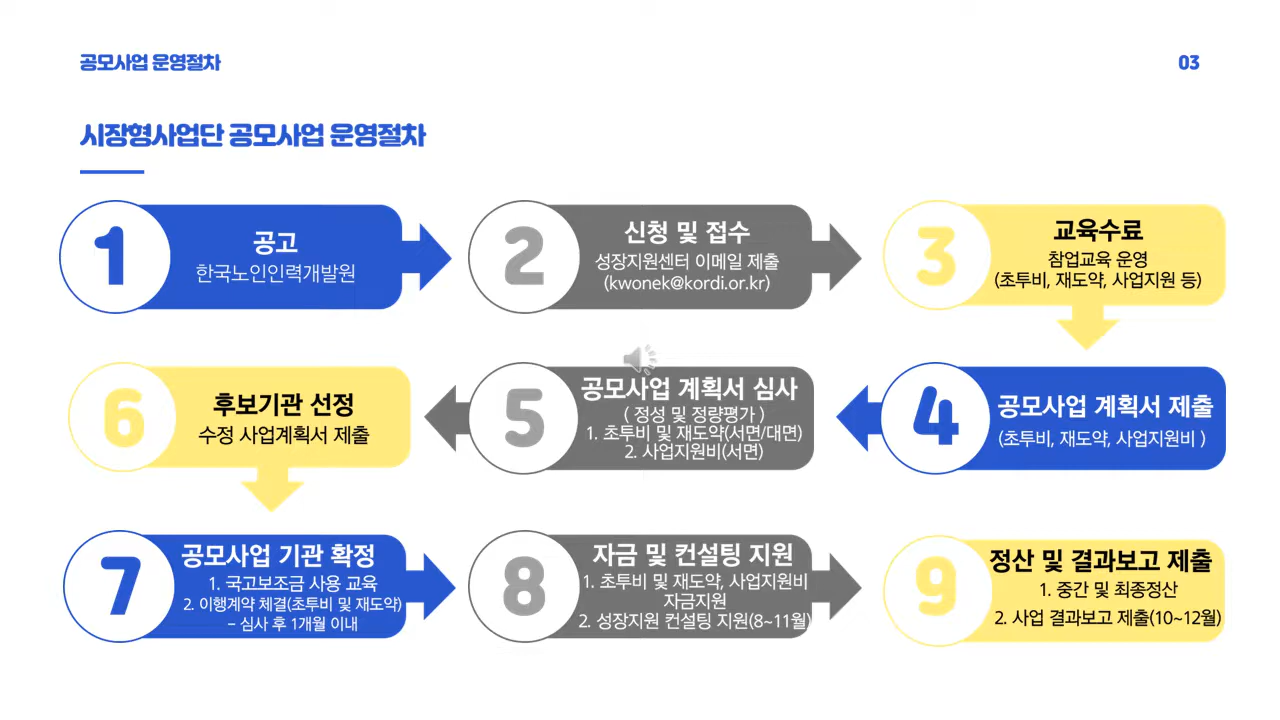 공모사업 운영절차
03
시장형사업단 공모사업 운영절차
1
공고
한국노인인력개발원
2
신청 및 접수
성장지원센터 이메일 제출
(kwonek@kordi.or.kr)
3
교육수료
참업교육 운영
(초투비, 재도약, 사업지원 등)
4
공모사업 계획서 제출
(초투비, 재도약, 사업지원비 )
5
공모사업 계획서 심사
( 정성 및 정량평가 )
1. 초투비 및 재도약(서면/대면)
2. 사업지원비(서면)
6
후보기관 선정
수정 사업계획서 제출
7
공모사업 기관 확정
1. 국고보조금 사용 교육
2. 이행계약 체결(초투비 및 재도약)
– 심사 후 1개월 이내
8
자금 및 컨설팅 지원
1. 초투비 및 재도약, 사업지원비
자금지원
2. 성장지원 컨설팅 지원(8~11월)
9
정산 및 결과보고 제출
1. 중간 및 최종정산
2. 사업 결과보고 제출(10~12월)